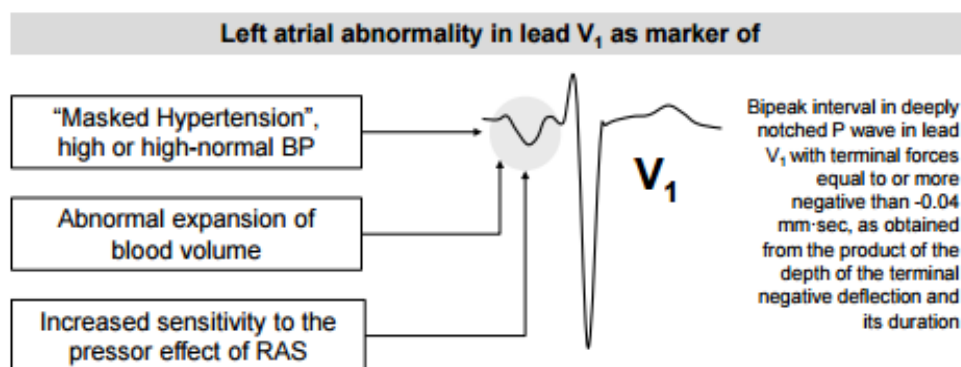 Left atrial abnormality in lead V₁ as marker of
“Masked Hypertension”,
high or high-normal BP
Abnormal expansion of
blood volume
Increased sensitivity to the
pressor effect of RAS
V₁
Bipeak interval in deeply
notched P wave in lead
V₁ with terminal forces
equal to or more
negative than -0.04
mm·sec, as obtained
from the product of the
depth of the terminal
negative deflection and
its duration